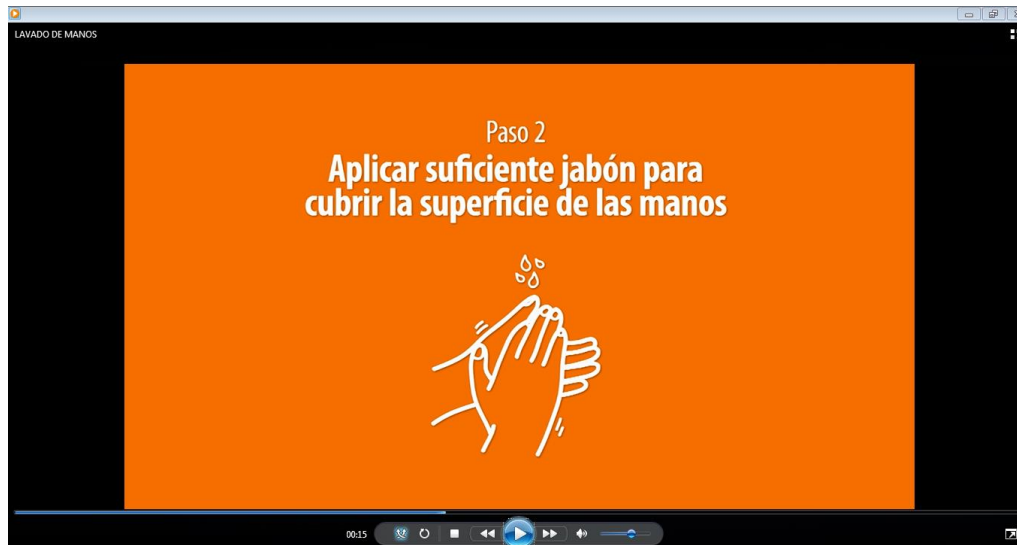 LAVADO DE MANOS
Paso 2
Aplicar suficiente jabón para
cubrir la superficie de las manos
00:15